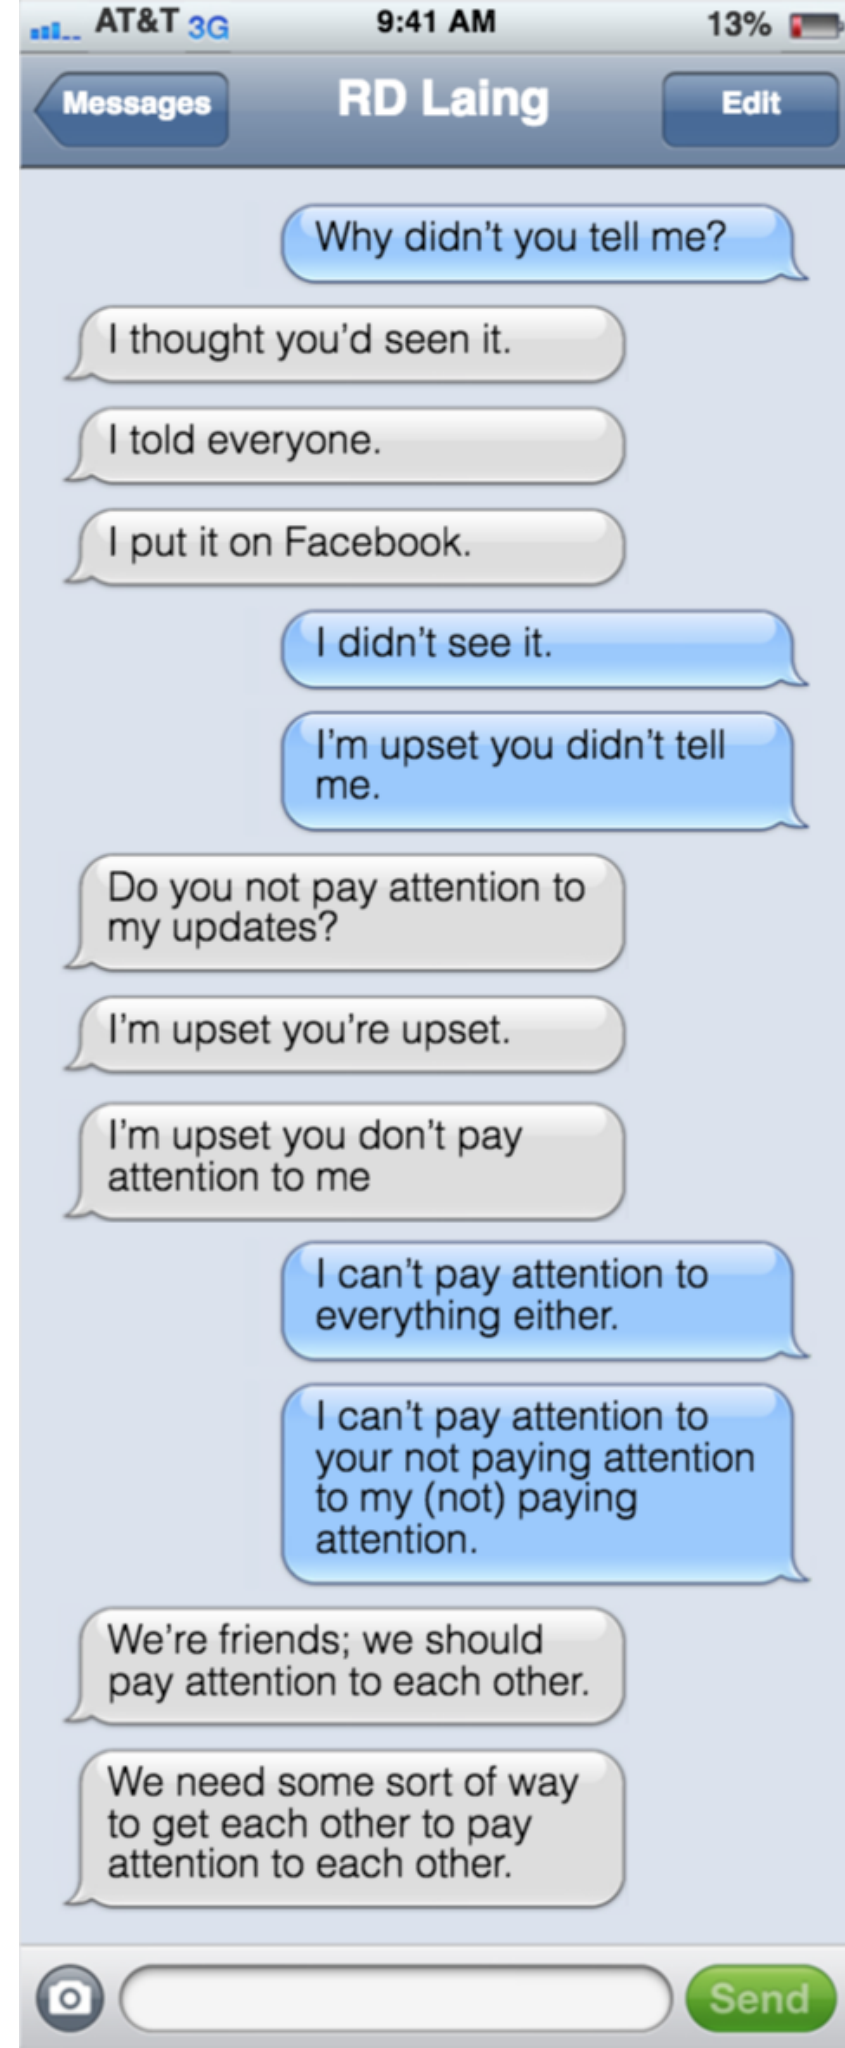 AT&T 3G 9:41 AM 13%
Messages RD Laing Edit
Why didn't you tell me?
I thought you'd seen it.
I told everyone.
I put it on Facebook.
I didn't see it.
I'm upset you didn't tell
me.
Do you not pay attention to
my updates?
I'm upset you're upset.
I'm upset you don't pay
attention to me
I can't pay attention to
everything either.
I can't pay attention to
your not paying attention
to my (not) paying
attention.
We're friends; we should
pay attention to each other.
We need some sort of way
to get each other to pay
attention to each other.
Send